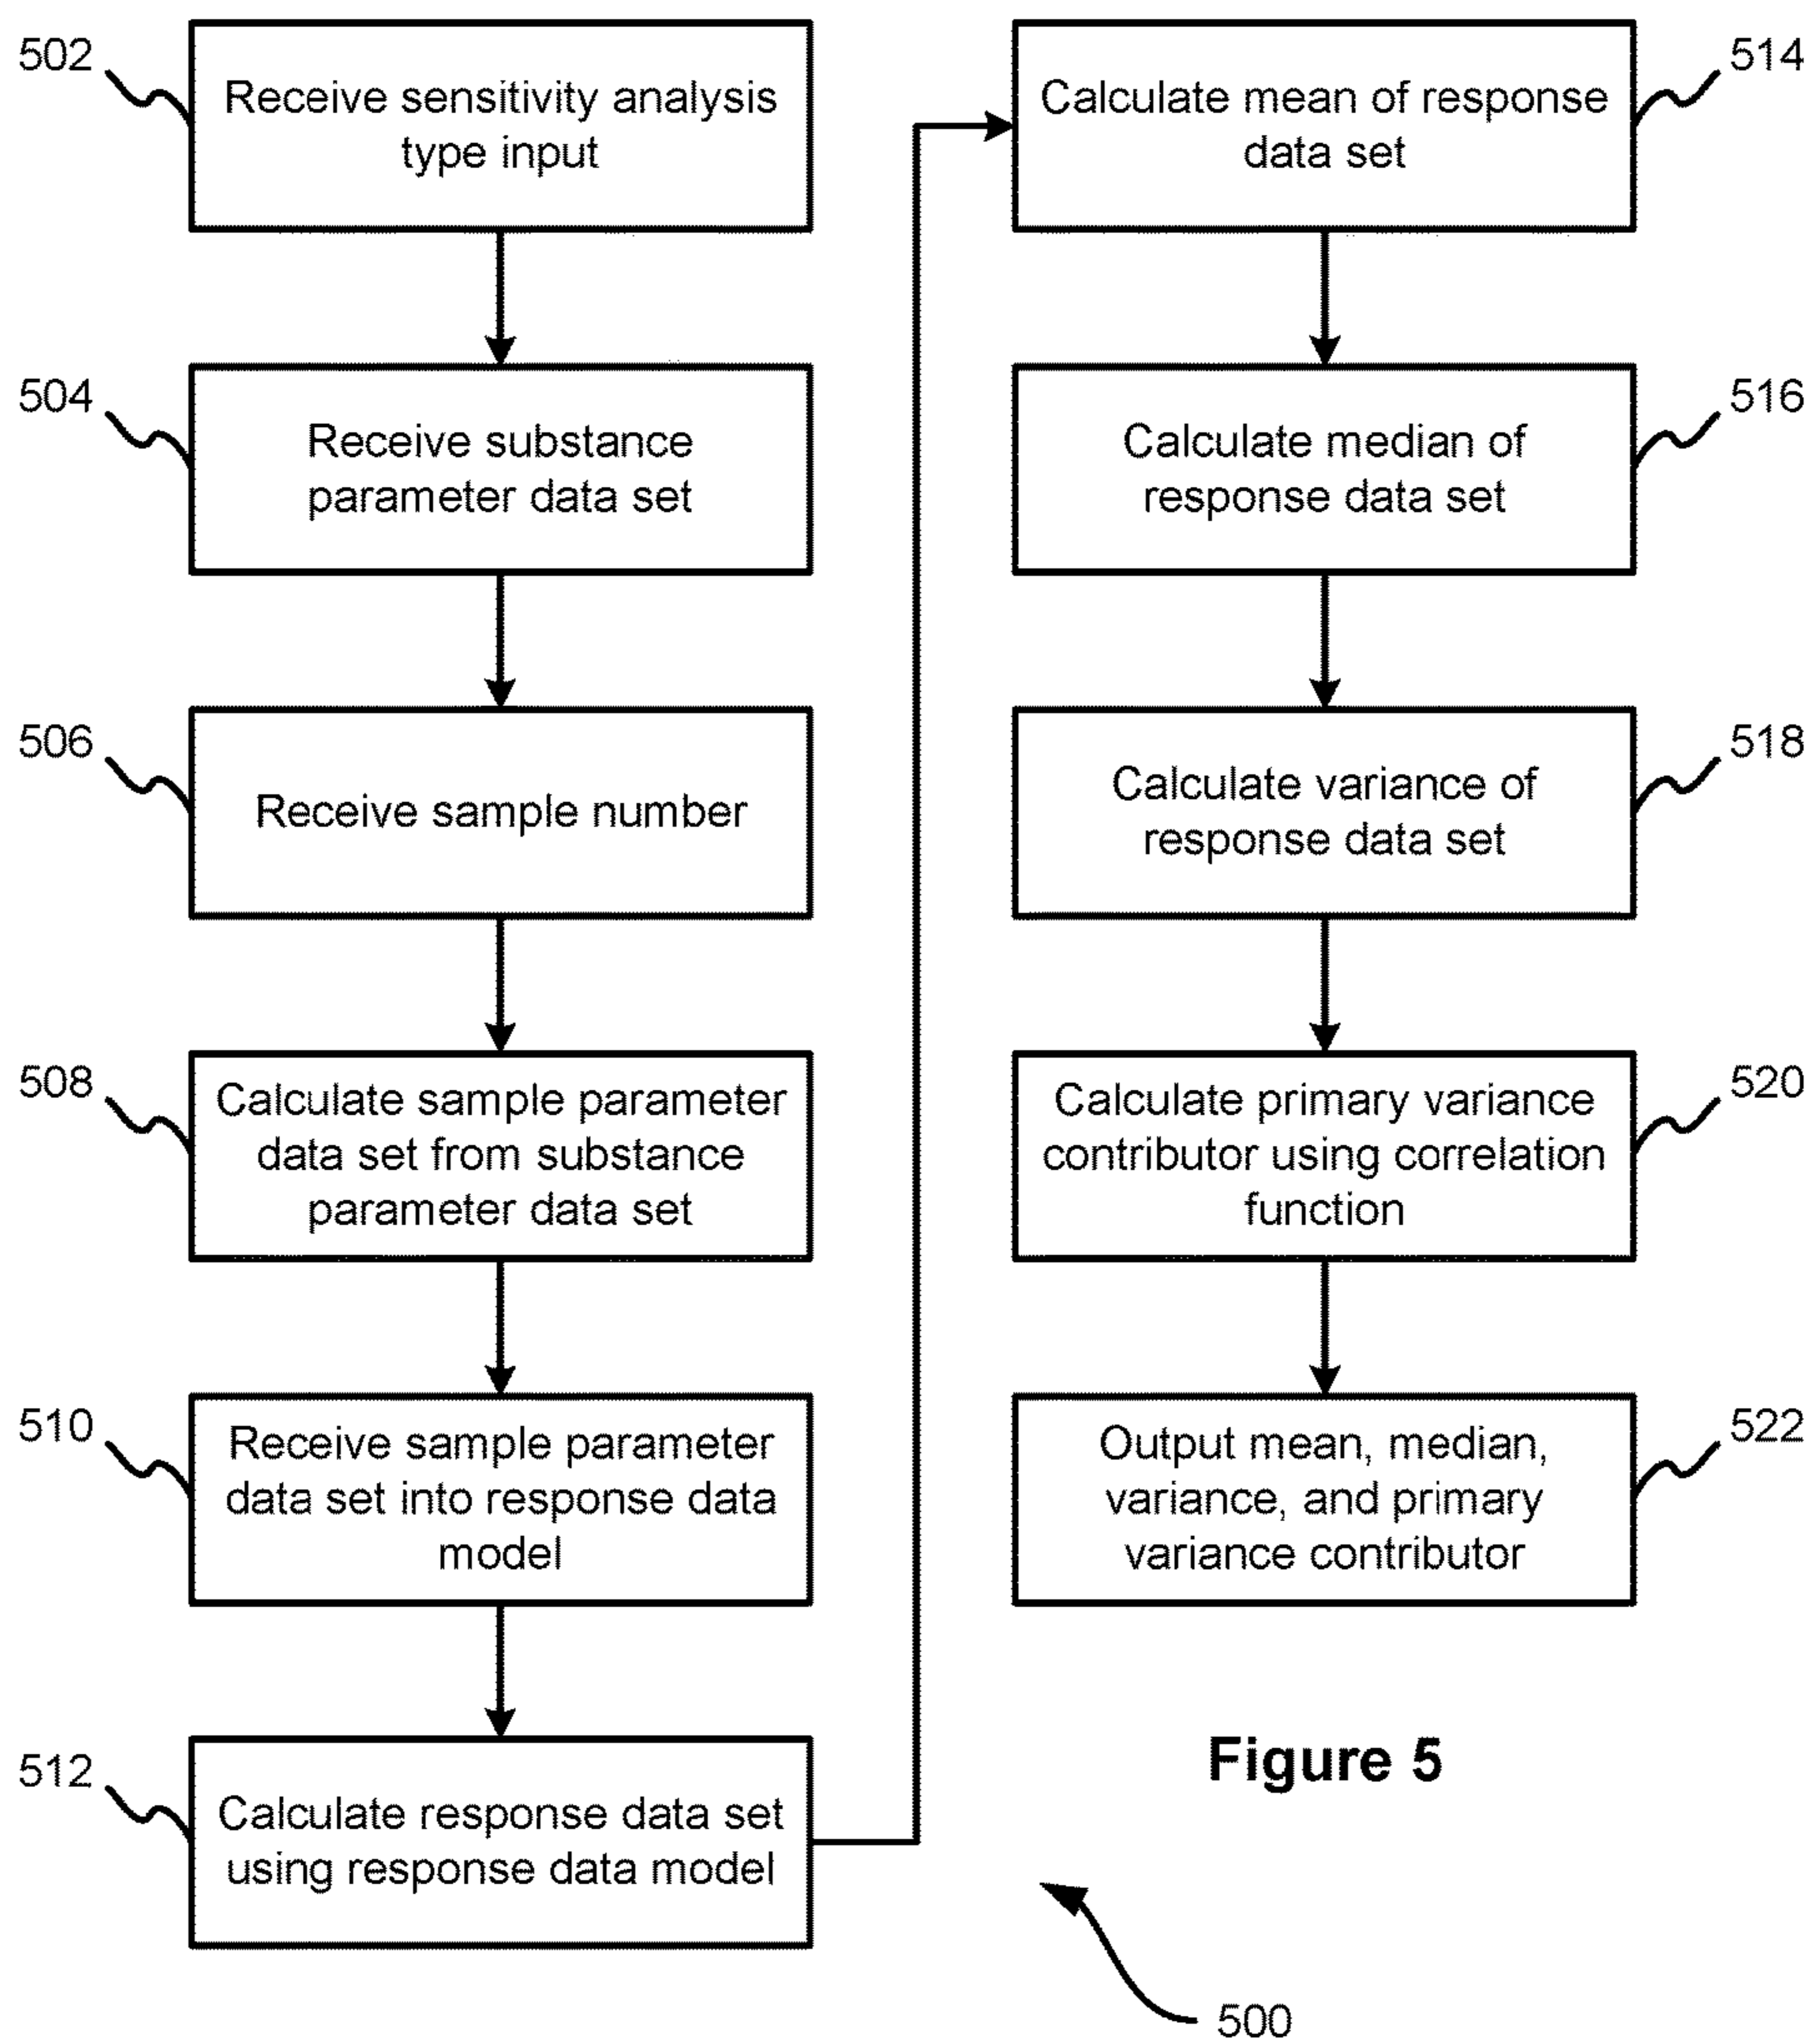 502
Receive sensitivity analysis
type input
504
Receive substance
parameter data set
506
Receive sample number
508
Calculate sample parameter
data set from substance
parameter data set
510
Receive sample parameter
data set into response data
model
512
Calculate response data set
using response data model
514
Calculate mean of response
data set
516
Calculate median of
response data set
518
Calculate variance of
response data set
520
Calculate primary variance
contributor using correlation
function
522
Output mean, median,
variance, and primary
variance contributor
Figure 5
500